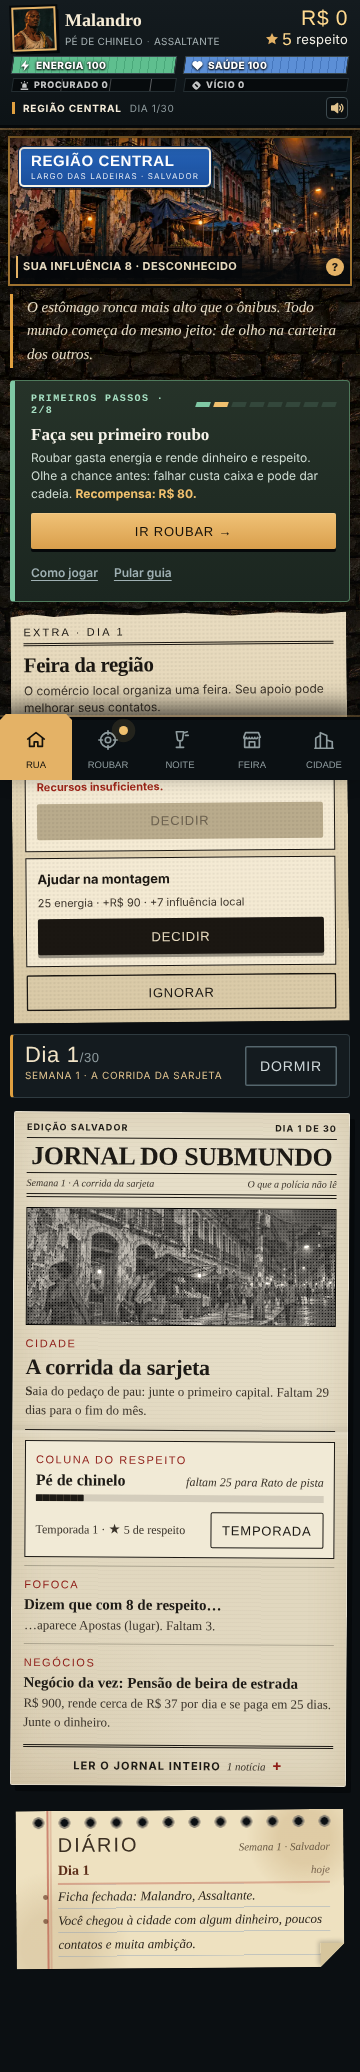 Malandro
PÉ DE CHINELO · ASSALTANTE
R$ 0
5 respeito
ENERGIA 100
SAÚDE 100
PROCURADO 0
VÍCIO 0
REGIÃO CENTRAL DIA 1/30
REGIÃO CENTRAL
LARGO DAS LADEIRAS · SALVADOR
SUA INFLUÊNCIA 8 · DESCONHECIDO
?
O estômago ronca mais alto que o ônibus. Todo
mundo começa do mesmo jeito: de olho na carteira
dos outros.
PRIMEIROS PASSOS ·
2/8
Faça seu primeiro roubo
Roubar gasta energia e rende dinheiro e respeito.
Olhe a chance antes: falhar custa caixa e pode dar
cadeia. Recompensa: R$ 80.
IR ROUBAR →
Como jogar Pular guia
EXTRA · DIA 1
Feira da região
O comércio local organiza uma feira. Seu apoio pode
melhorar seus contatos.
RUA
ROUBAR
NOITE
FEIRA
CIDADE
Recursos insuficientes.
DECIDIR
Ajudar na montagem
25 energia · +R$ 90 · +7 influência local
DECIDIR
IGNORAR
Dia 1/30
SEMANA 1 · A CORRIDA DA SARJETA
DORMIR
EDIÇÃO SALVADOR DIA 1 DE 30
JORNAL DO SUBMUNDO
Semana 1 · A corrida da sarjeta O que a polícia não lê
CIDADE
A corrida da sarjeta
Saia do pedaço de pau: junte o primeiro capital. Faltam 29
dias para o fim do mês.
COLUNA DO RESPEITO
Pé de chinelo faltam 25 para Rato de pista
Temporada 1 · ★ 5 de respeito
TEMPORADA
FOFOCA
Dizem que com 8 de respeito…
…aparece Apostas (lugar). Faltam 3.
NEGÓCIOS
Negócio da vez: Pensão de beira de estrada
R$ 900, rende cerca de R$ 37 por dia e se paga em 25 dias.
Junte o dinheiro.
LER O JORNAL INTEIRO 1 notícia +
DIÁRIO Semana 1 · Salvador
Dia 1 hoje
Ficha fechada: Malandro, Assaltante.
Você chegou à cidade com algum dinheiro, poucos
contatos e muita ambição.